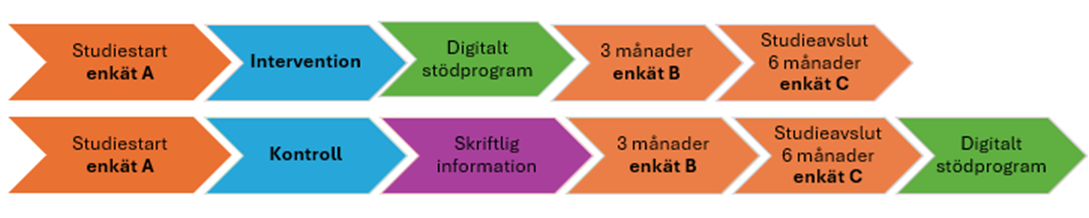 Studiestart
enkät A
Intervention
Digitalt
stödprogram
3 månader
enkät B
Studieavslut
6 månader
enkät C
Studiestart
enkät A
Kontroll
Skriftlig
information
3 månader
enkät B
Studieavslut
6 månader
enkät C
Digitalt
stödprogram